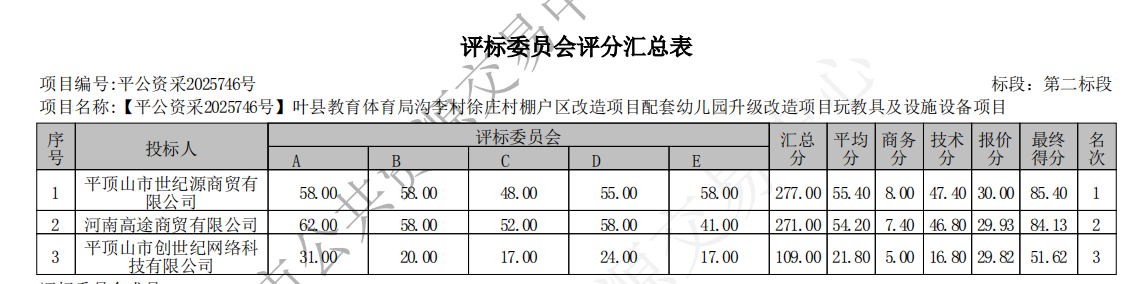 评标委员会评分汇总表
项目编号:平公资采2025746号 标段：第二标段
项目名称:【平公资采2025746号】叶县教育体育局沟李村徐庄村棚户区改造项目配套幼儿园升级改造项目玩教具及设施设备项目
序号 投标人 评标委员会 汇总分 平均分 商务分 技术分 报价分 最终得分 名次
A B C D E
1 平顶山市世纪源商贸有限公司 58.00 58.00 48.00 55.00 58.00 277.00 55.40 8.00 47.40 30.00 85.40 1
2 河南高途商贸有限公司 62.00 58.00 52.00 58.00 41.00 271.00 54.20 7.40 46.80 29.93 84.13 2
3 平顶山市创世纪网络科技有限公司 31.00 20.00 17.00 24.00 17.00 109.00 21.80 5.00 16.80 29.82 51.62 3